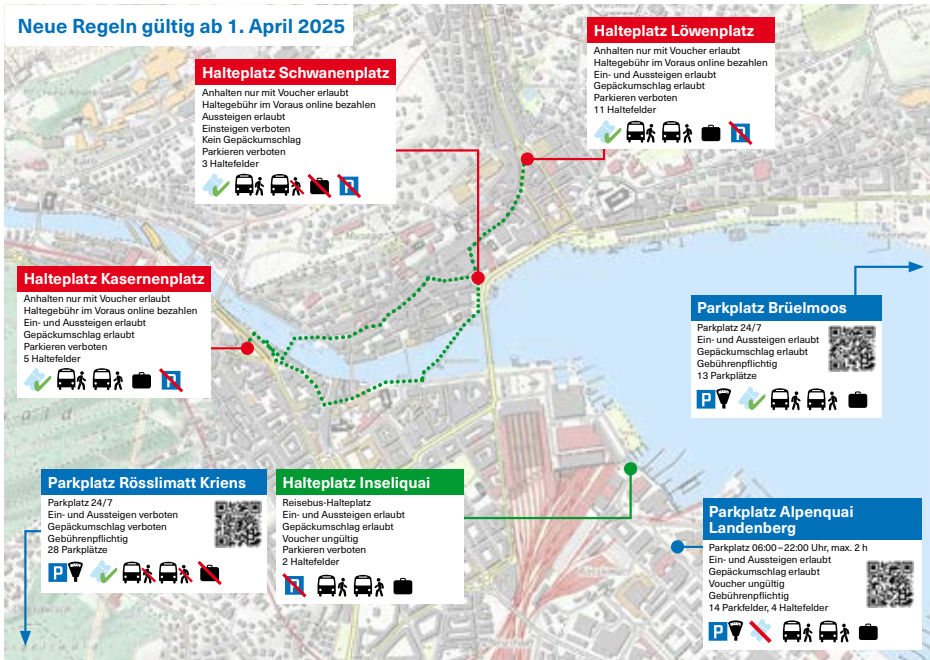 Neue Regeln gültig ab 1. April 2025
Halteplatz Löwenplatz
Anhalten nur mit Voucher erlaubt
Haltegebühr im Voraus online bezahlen
Ein- und Aussteigen erlaubt
Gepäckumschlag erlaubt
Parkieren verboten
11 Haltefelder
P
Halteplatz Schwanenplatz
Anhalten nur mit Voucher erlaubt
Haltegebühr im Voraus online bezahlen
Aussteigen erlaubt
Einsteigen verboten
Kein Gepäckumschlag
Parkieren verboten
3 Haltefelder
P
Halteplatz Kasernenplatz
Anhalten nur mit Voucher erlaubt
Haltegebühr im Voraus online bezahlen
Ein- und Aussteigen erlaubt
Gepäckumschlag erlaubt
Parkieren verboten
5 Haltefelder
P
Parkplatz Brüelmoos
Parkplatz 24/7
Ein- und Aussteigen erlaubt
Gepäckumschlag erlaubt
Gebührenpflichtig
13 Parkplätze
P
Parkplatz Rösslimatt Kriens
Parkplatz 24/7
Ein- und Aussteigen verboten
Gepäckumschlag verboten
Gebührenpflichtig
28 Parkplätze
P
Halteplatz Inseliquai
Reisebus-Halteplatz
Ein- und Aussteigen erlaubt
Gepäckumschlag erlaubt
Voucher ungültig
Parkieren verboten
2 Haltefelder
P
Parkplatz Alpenquai
Landenberg
Parkplatz 06:00–22:00 Uhr, max. 2 h
Ein- und Aussteigen erlaubt
Gepäckumschlag erlaubt
Voucher ungültig
Gebührenpflichtig
14 Parkfelder, 4 Haltefelder
P